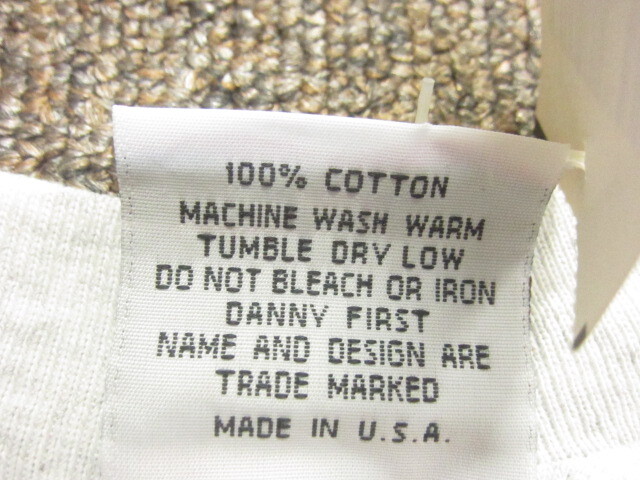 100% COTTON
MACHINE WASH WARM
TUMBLE DRY LOW
DO NOT BLEACH OR IRON
DANNY FIRST
NAME AND DESIGN ARE
TRADE MARKED
MADE IN U.S.A.